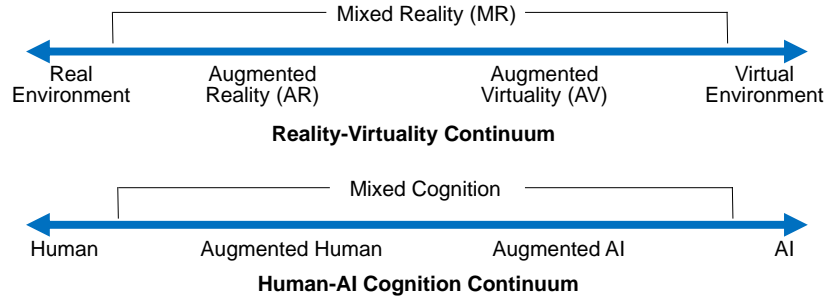 Mixed Reality (MR)
Real Environment
Augmented Reality (AR)
Augmented Virtuality (AV)
Virtual Environment
Reality-Virtuality Continuum
Mixed Cognition
Human
Augmented Human
Augmented AI
AI
Human-AI Cognition Continuum